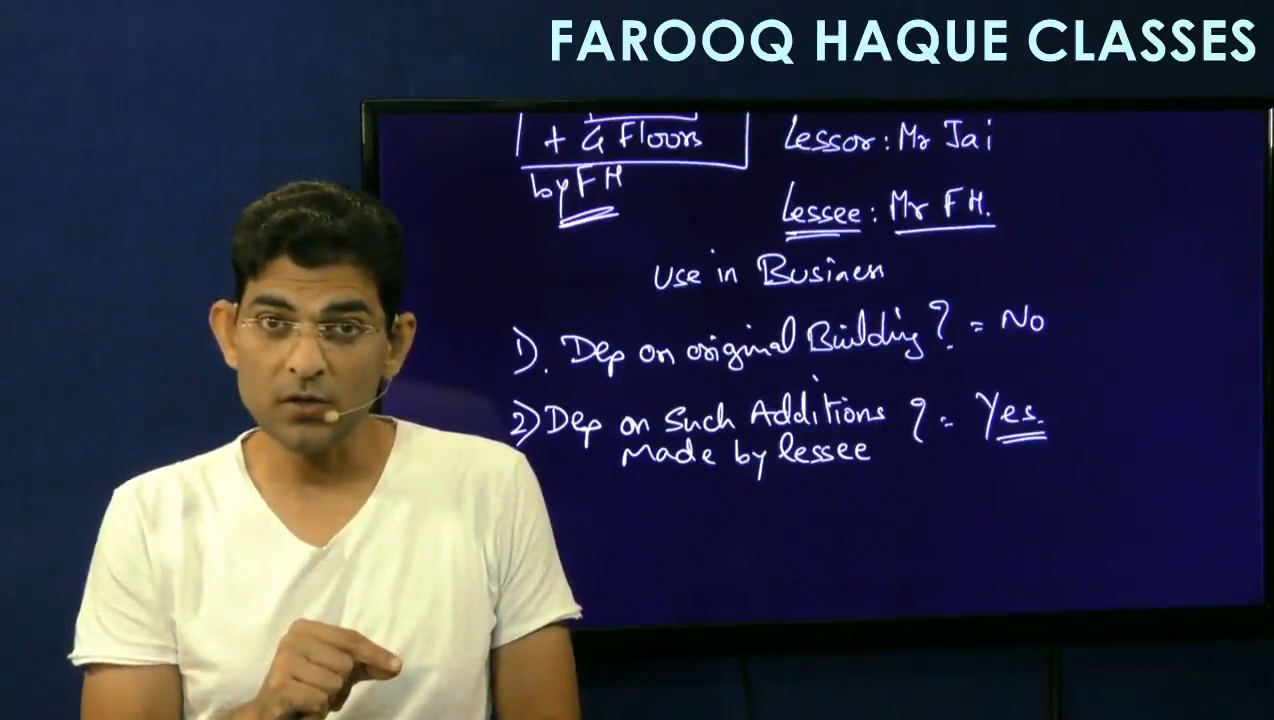 FAROOQ HAQUE CLASSES
+ 4 Floors
by FH
Lessor: Mr Jai
Lessee: Mr FH.
Use in Business
1). Dep on original Building? = No
2) Dep on Such Additions ? = Yes.
made by lessee